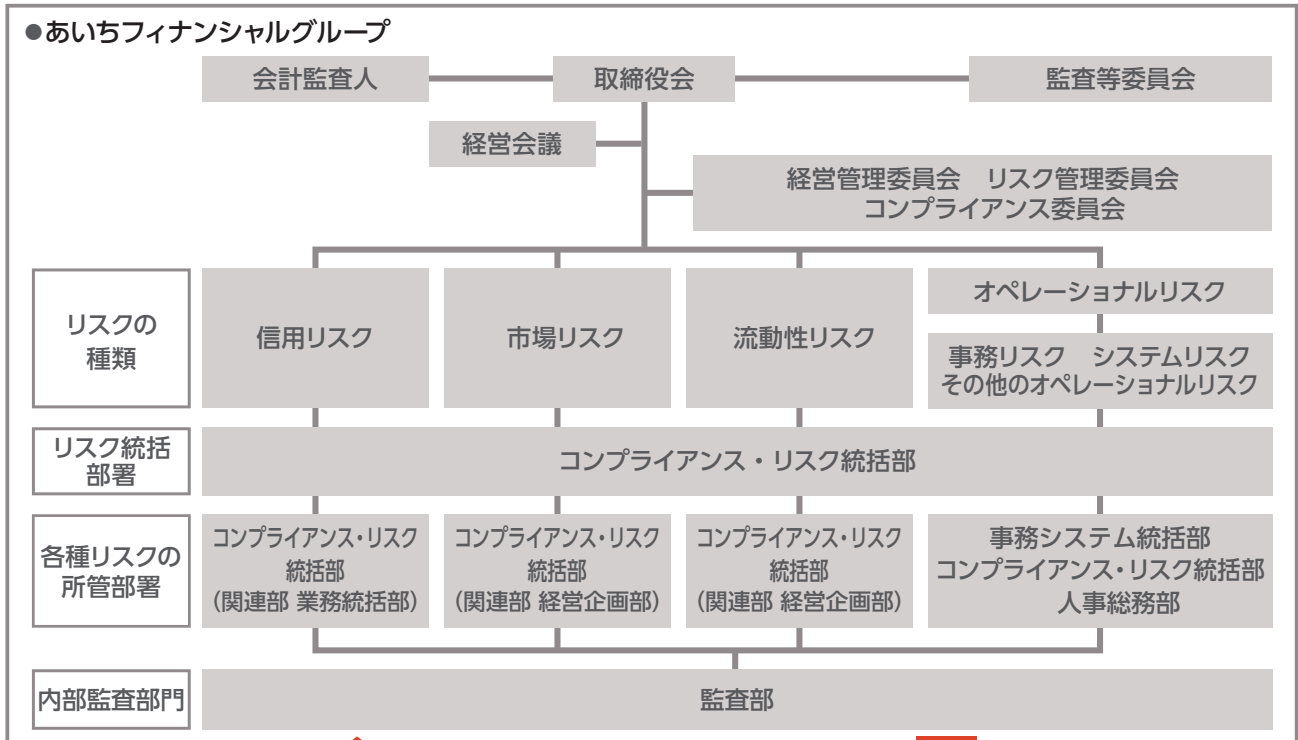 ●あいちフィナンシャルグループ
会計監査人
取締役会
監査等委員会
経営会議
経営管理委員会　リスク管理委員会
コンプライアンス委員会
リスクの
種類
信用リスク
市場リスク
流動性リスク
オペレーショナルリスク
事務リスク　システムリスク
その他のオペレーショナルリスク
リスク統括
部署
コンプライアンス・リスク統括部
各種リスクの
所管部署
コンプライアンス・リスク
統括部
(関連部 業務統括部)
コンプライアンス・リスク
統括部
(関連部 経営企画部)
コンプライアンス・リスク
統括部
(関連部 経営企画部)
事務システム統括部
コンプライアンス・リスク統括部
人事総務部
内部監査部門
監査部